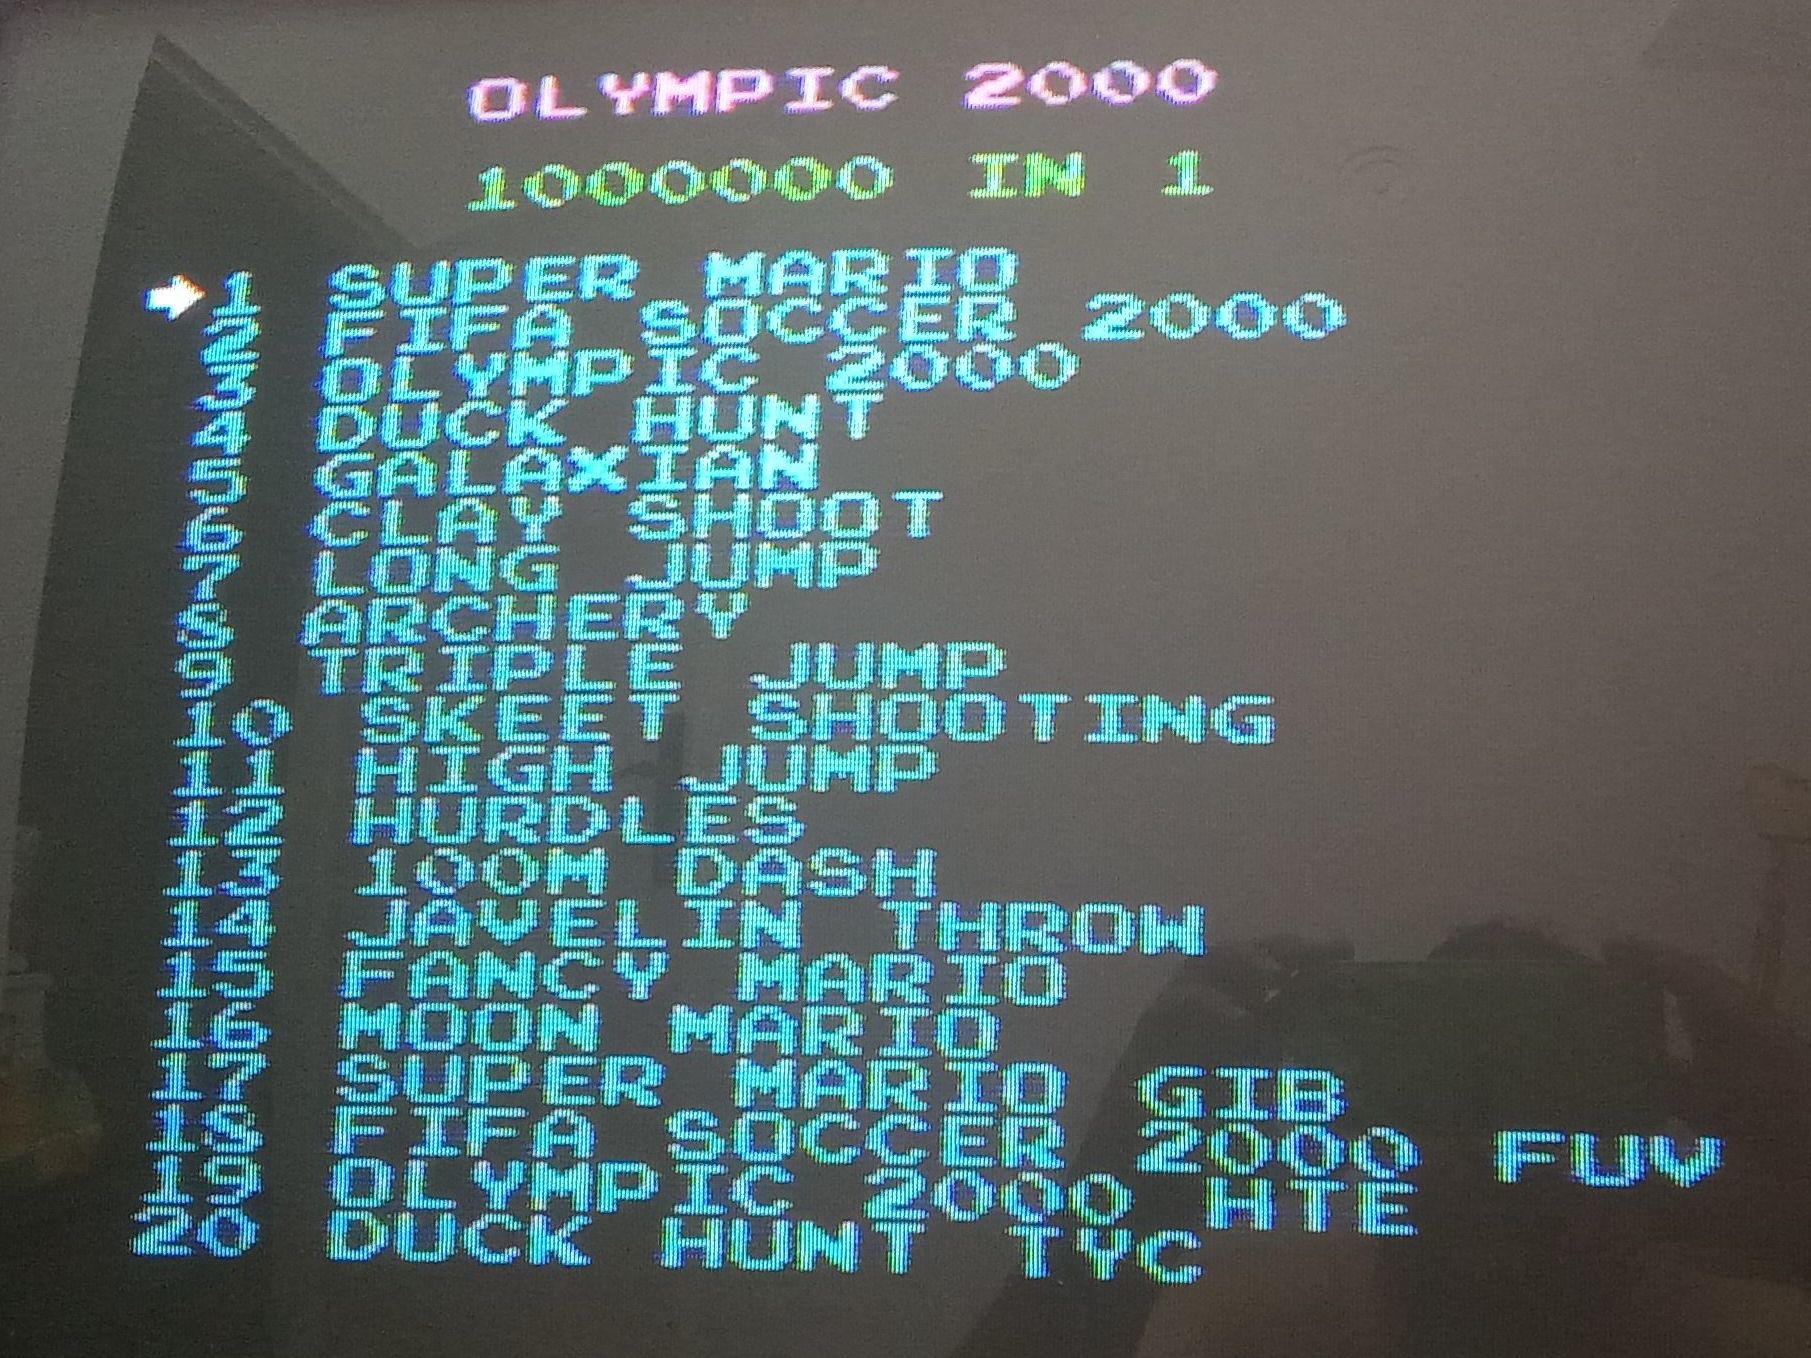 OLYMPIC 2000
1000000 IN 1
1 SUPER MARIO
2 FIFA SOCCER 2000
3 OLYMPIC 2000
4 DUCK HUNT
5 GALAXIAN
6 CLAY SHOOT
7 LONG JUMP
8 ARCHERY
9 TRIPLE JUMP
10 SKEET SHOOTING
11 HIGH JUMP
12 HURDLES
13 100M DASH
14 JAVELIN THROW
15 FANCY MARIO
16 MOON MARIO
17 SUPER MARIO GIB
18 FIFA SOCCER 2000 FUV
19 OLYMPIC 2000 HTE
20 DUCK HUNT TYC